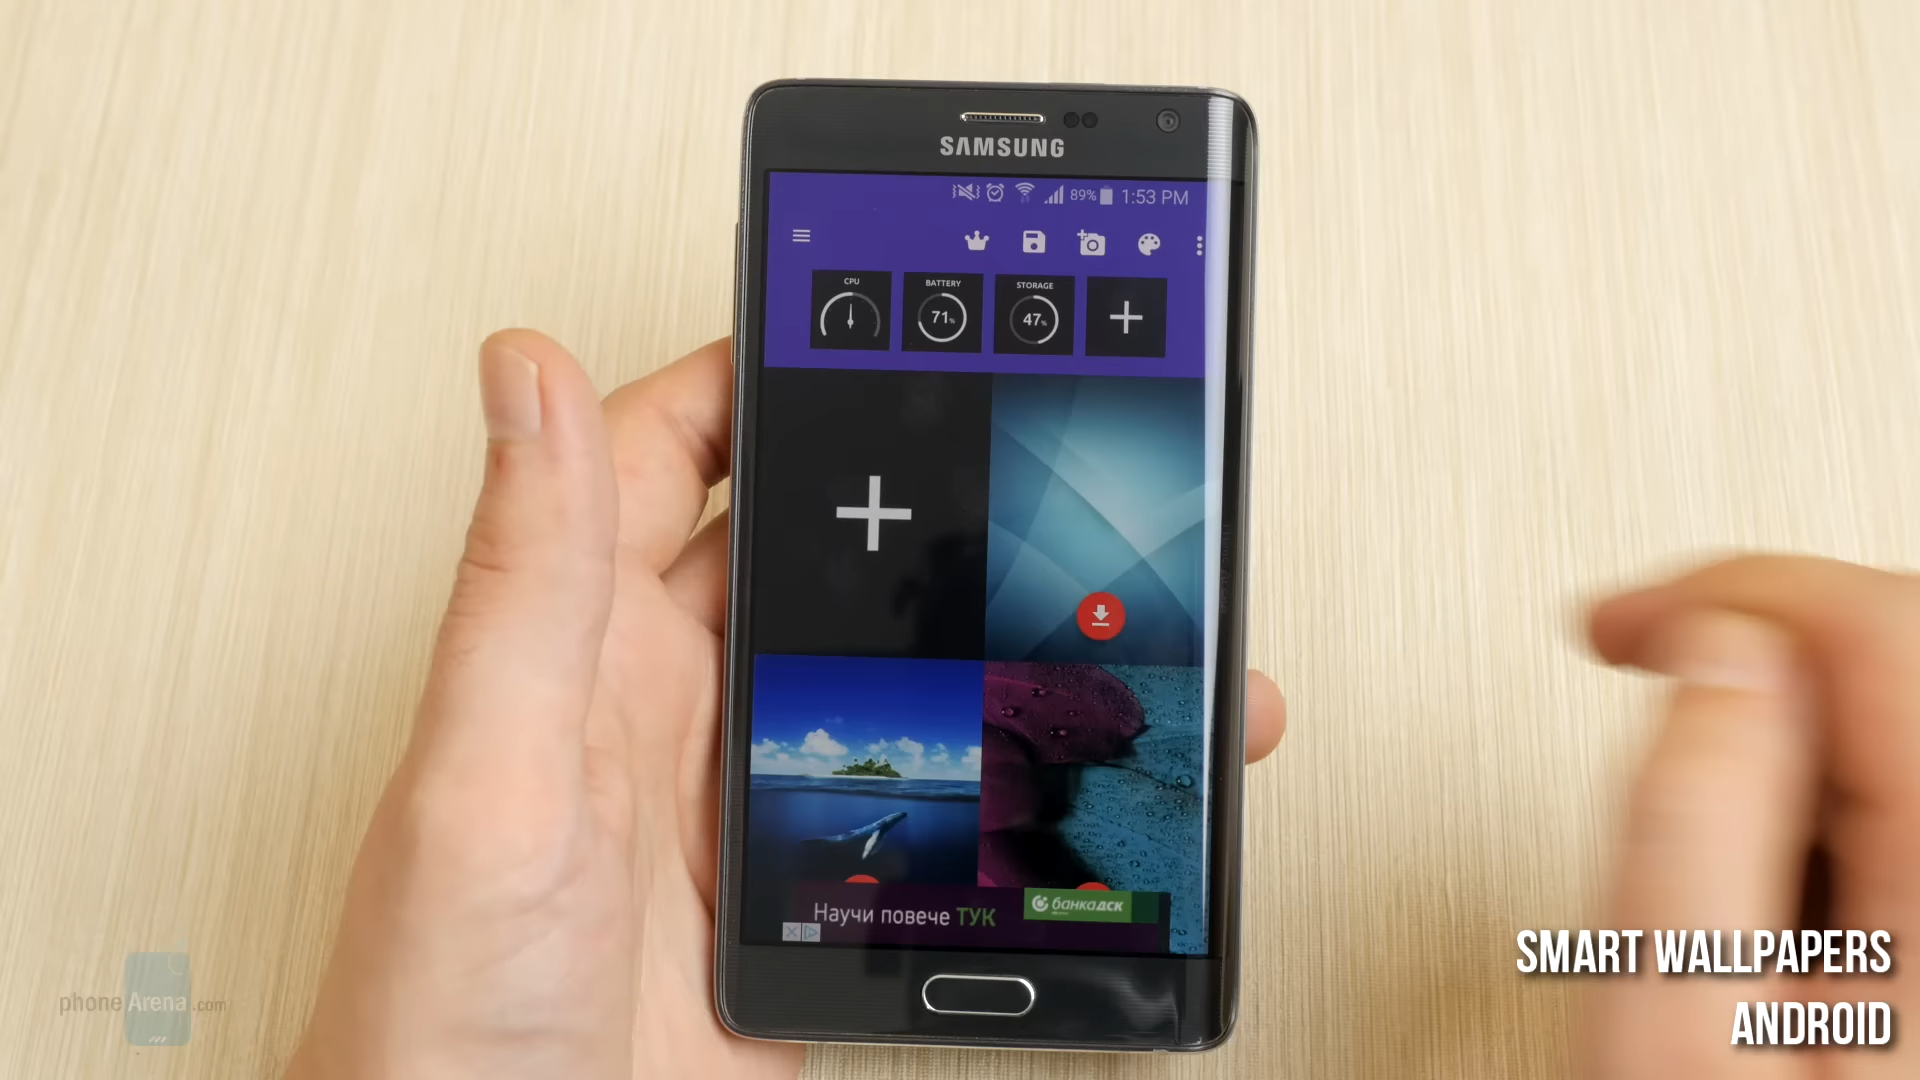 SAMSUNG
89% 1:53 PM
CPU
BATTERY
STORAGE
71%
47%
Научи повече ТУК
банкаДСК
SMART WALLPAPERS
ANDROID
phoneArena.com